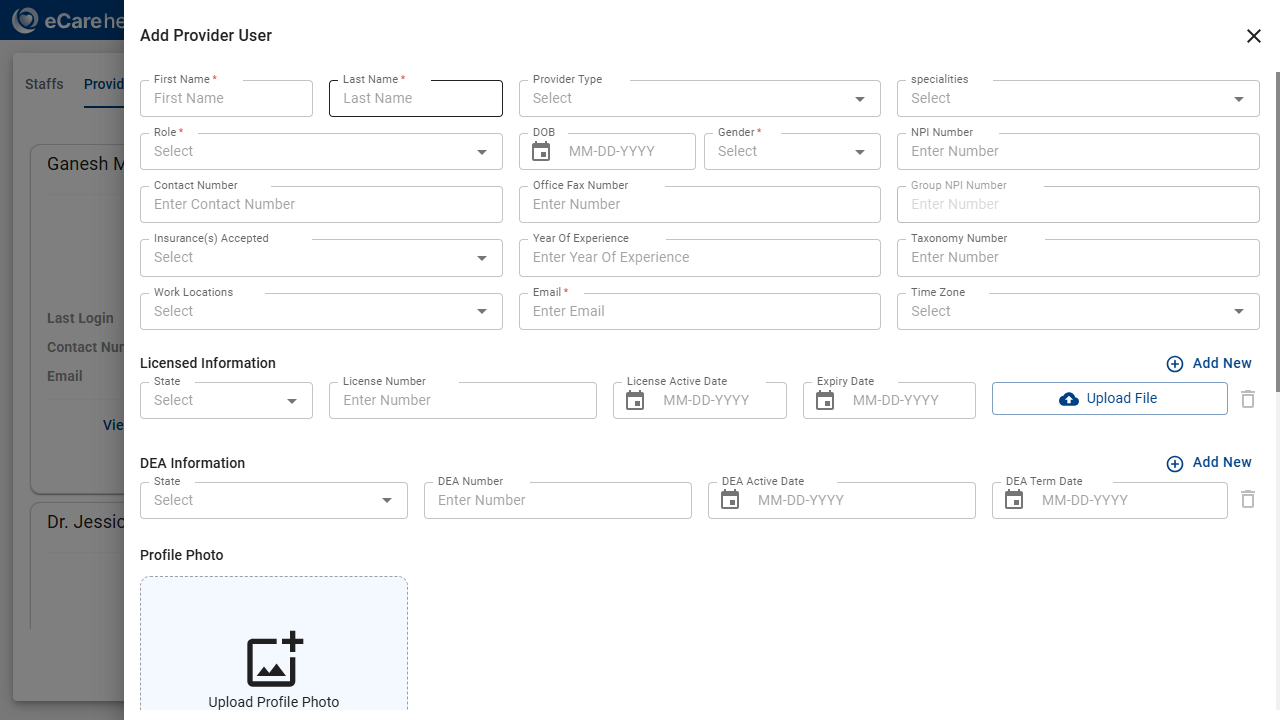 eCare he
Add Provider User
Staffs
Provid
First Name *
First Name
Last Name *
Last Name
Provider Type
Select
specialities
Select
Role *
Select
DOB
MM-DD-YYYY
Gender *
Select
NPI Number
Enter Number
Contact Number
Enter Contact Number
Office Fax Number
Enter Number
Group NPI Number
Enter Number
Insurance(s) Accepted
Select
Year Of Experience
Enter Year Of Experience
Taxonomy Number
Enter Number
Work Locations
Select
Email *
Enter Email
Time Zone
Select
Ganesh M
Last Login
Contact Nur
Email
Vie
Dr. Jessic
Licensed Information
Add New
State
Select
License Number
Enter Number
License Active Date
MM-DD-YYYY
Expiry Date
MM-DD-YYYY
Upload File
DEA Information
Add New
State
Select
DEA Number
Enter Number
DEA Active Date
MM-DD-YYYY
DEA Term Date
MM-DD-YYYY
Profile Photo
Upload Profile Photo